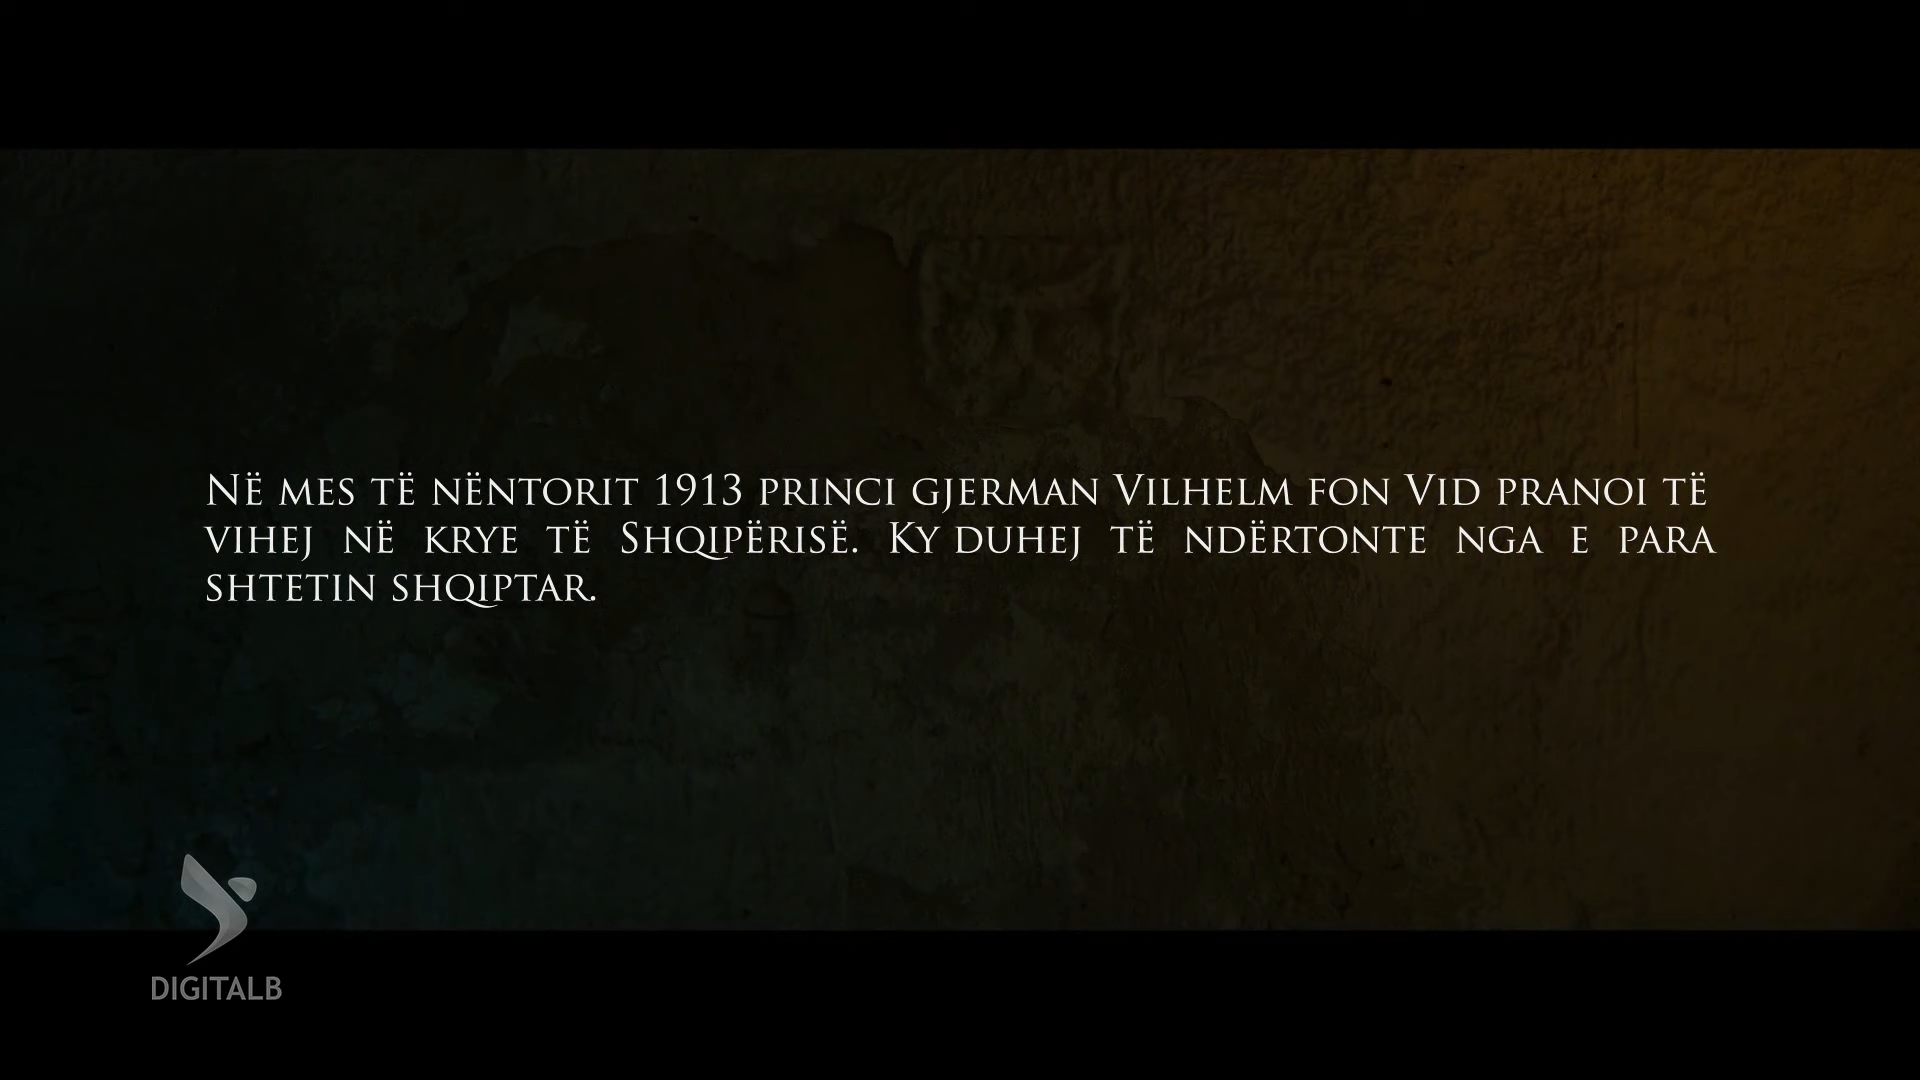 Në mes të nëntorit 1913 princi gjerman Vilhelm fon Vid pranoi të
vihej në krye të Shqipërisë. Ky duhej të ndërtonte nga e para
shtetin shqiptar.
DIGITALB